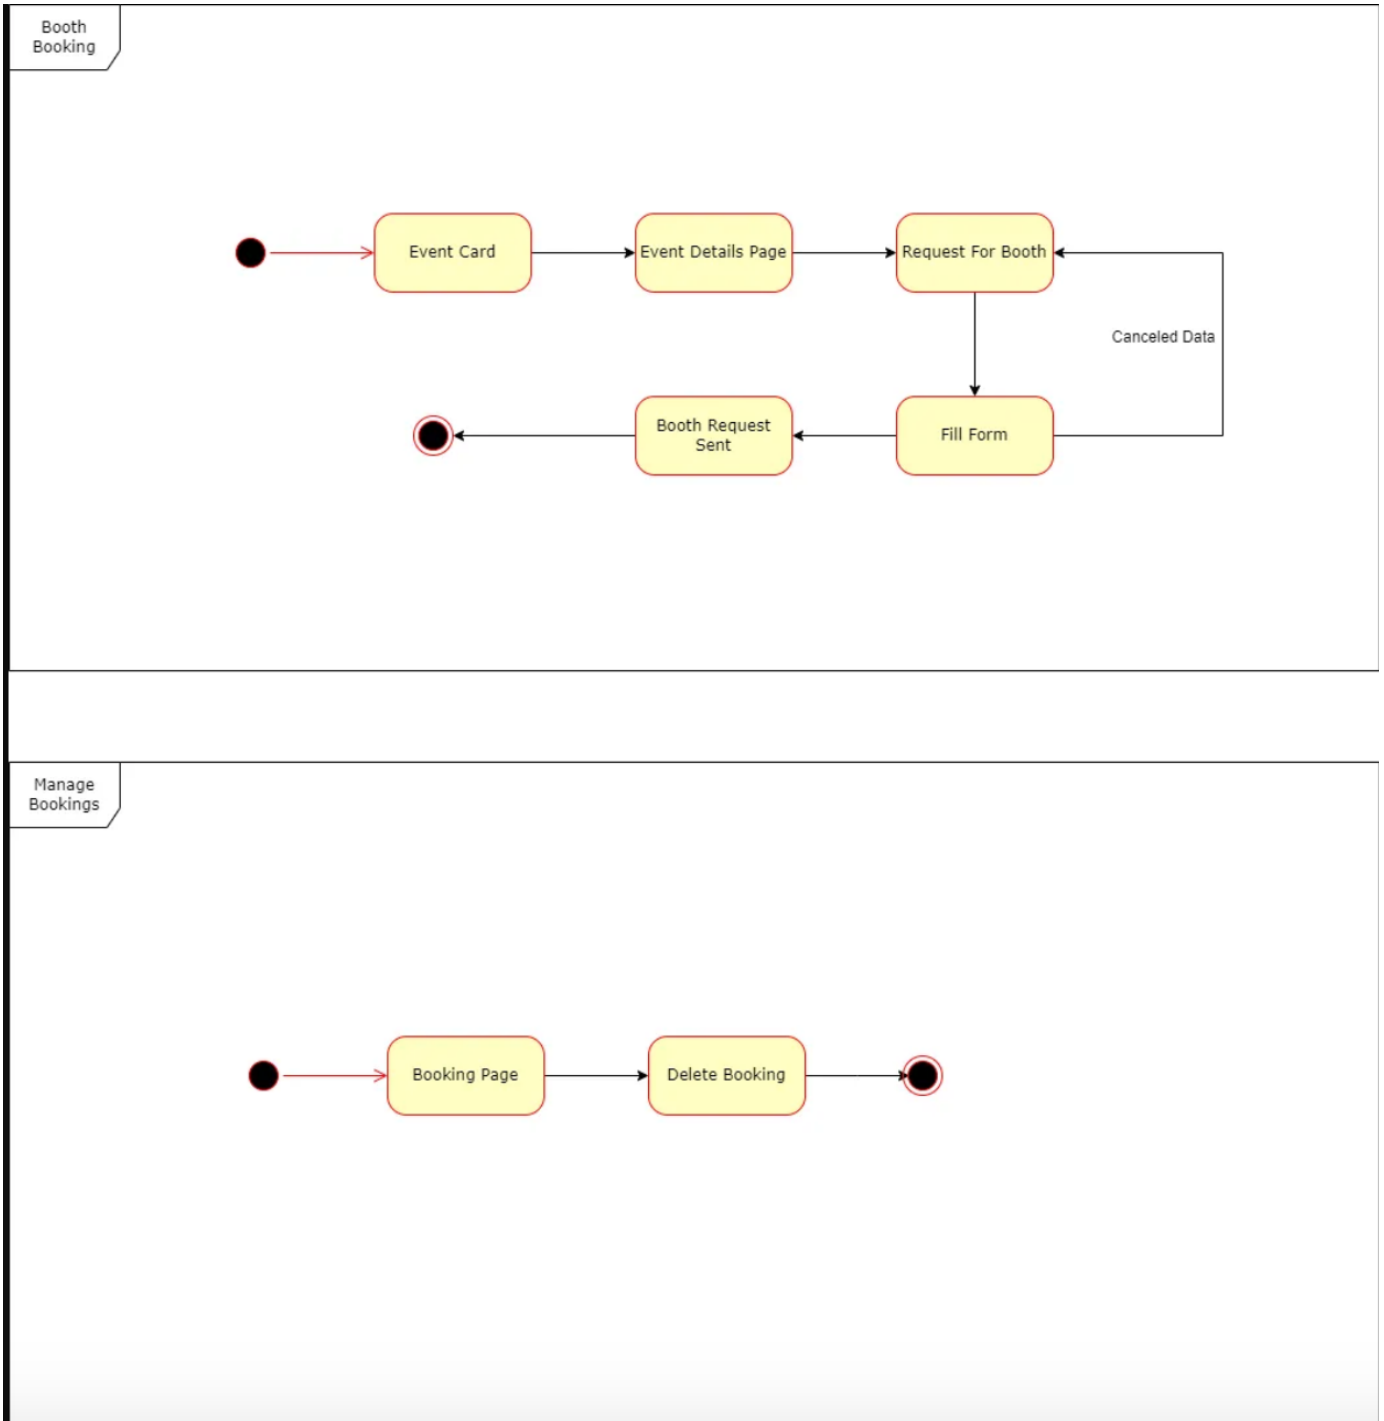 Booth
Booking
Event Card
Event Details Page
Request For Booth
Canceled Data
Booth Request
Sent
Fill Form
Manage
Bookings
Booking Page
Delete Booking